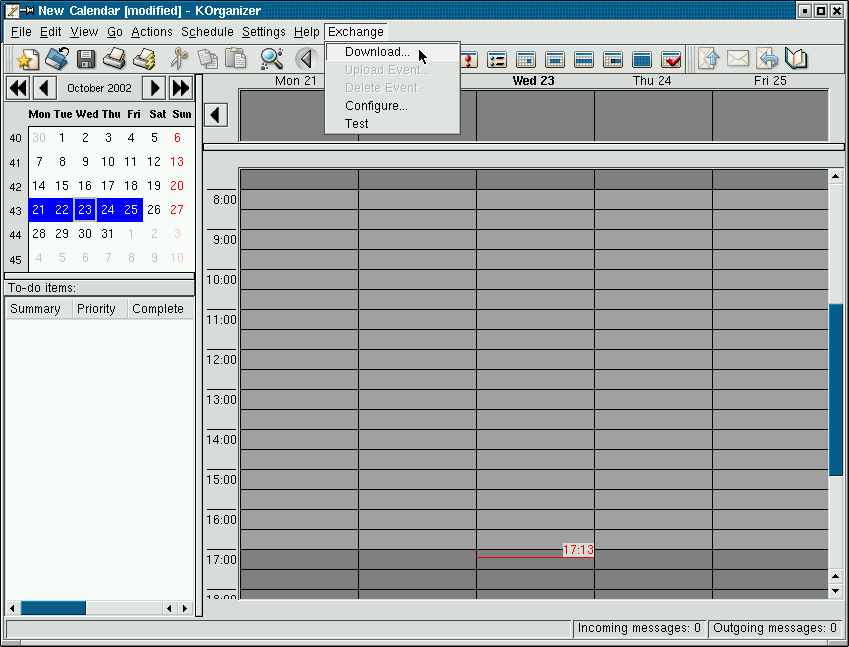 New Calendar [modified] - KOrganizer
File Edit View Go Actions Schedule Settings Help Exchange
Download...
Upload Event...
Delete Event
Configure...
Test
October 2002
Mon Tue Wed Thu Fri Sat Sun
40 30 1 2 3 4 5 6
41 7 8 9 10 11 12 13
42 14 15 16 17 18 19 20
43 21 22 23 24 25 26 27
44 28 29 30 31 1 2 3
45 4 5 6 7 8 9 10
To-do items:
Summary Priority Complete
Mon 21 Wed 23 Thu 24 Fri 25
8:00
9:00
10:00
11:00
12:00
13:00
14:00
15:00
16:00
17:00
17:13
18:00
Incoming messages: 0 Outgoing messages: 0